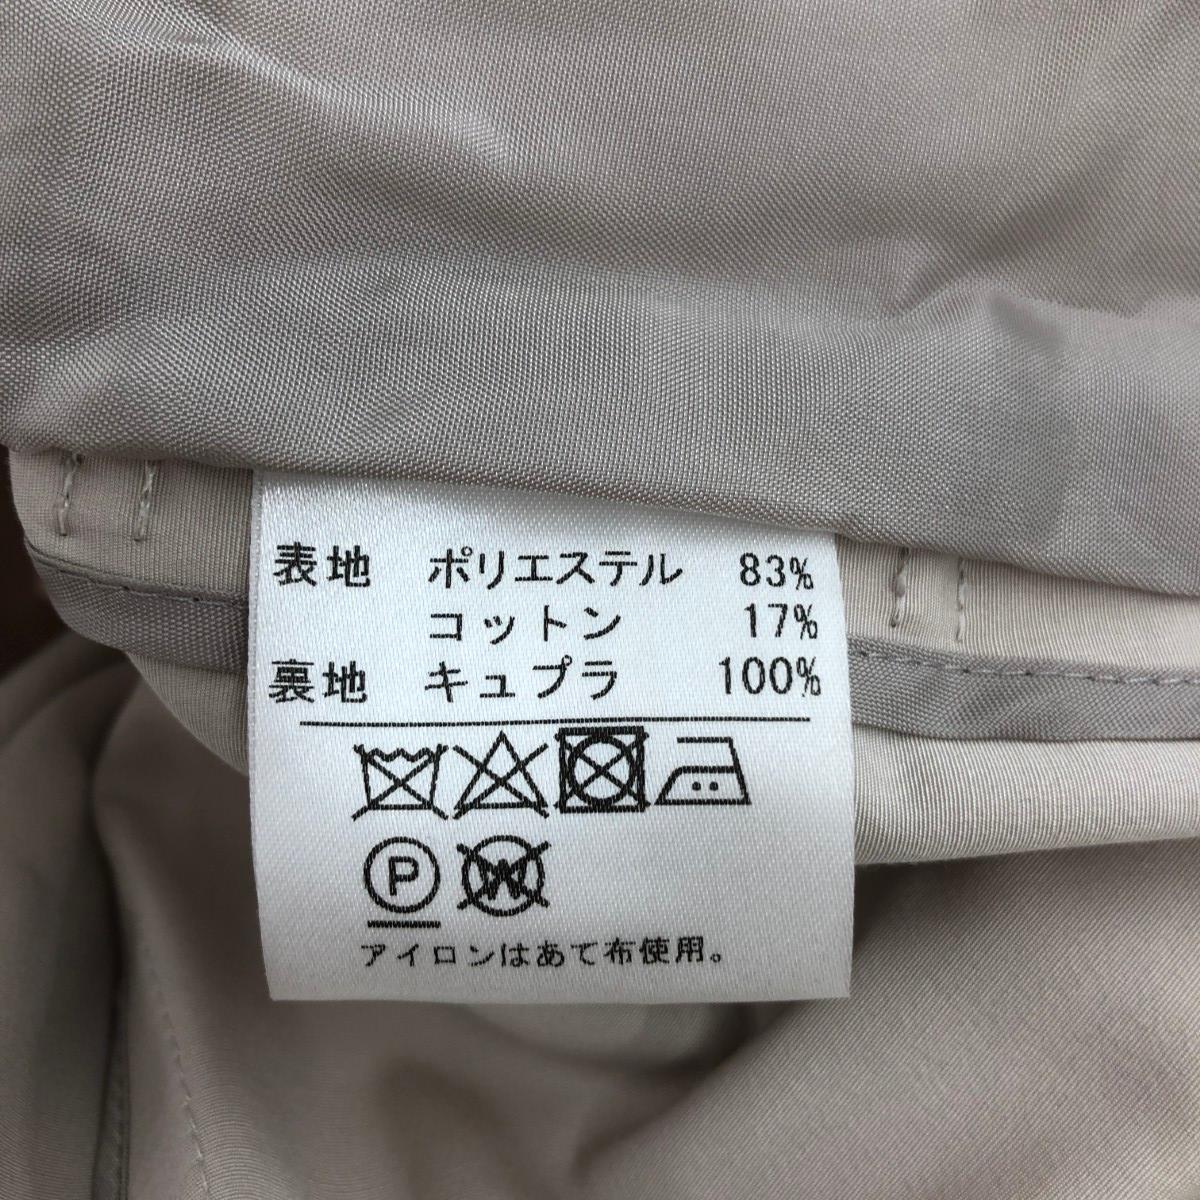 表地 ポリエステル 83%
コットン 17%
裏地 キュプラ 100%
P W
アイロンはあて布使用。